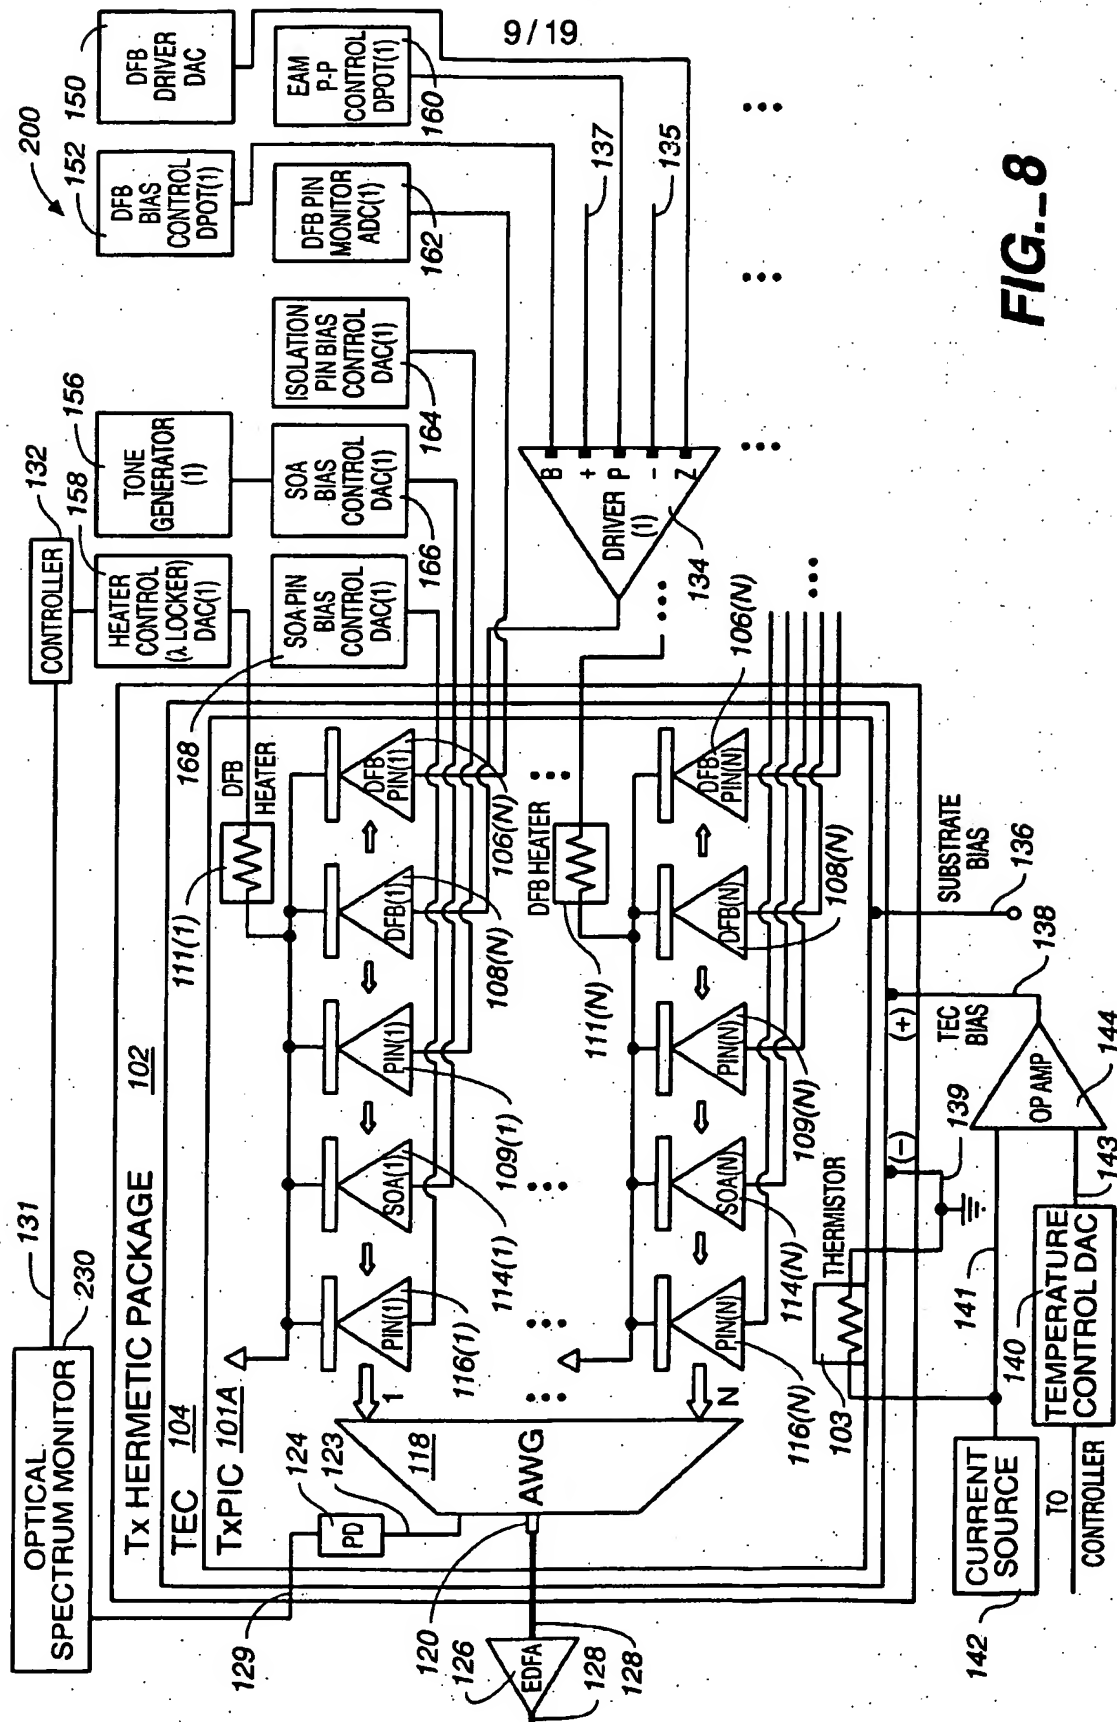 9/19
200
150
DFB
DRIVER
DAC
152
DFB
BIAS
CONTROL
DPOT(1)
156
TONE
GENERATOR
(1)
132
CONTROLLER
158
HEATER
CONTROL
(λ LOCKER)
DAC(1)
EAM
P-P
CONTROL
DPOT(1)
160
DFB PIN
MONITOR
ADC(1)
162
ISOLATION
PIN BIAS
CONTROL
DAC(1)
164
SOA
BIAS
CONTROL
DAC(1)
166
SOA-PIN
BIAS
CONTROL
DAC(1)
168
131
230
OPTICAL
SPECTRUM MONITOR
Tx HERMETIC PACKAGE 102
TEC 104
TxPIC 101A
DFB
HEATER
111(1)
PIN(1)
SOA(1)
PIN(1)
DFB(1)
DFB
PIN(1)
116(1)
114(1)
109(1)
108(N)
106(N)
DFB HEATER
111(N)
PIN(N)
SOA(N)
PIN(N)
DFB(N)
DFB
PIN(N)
116(N)
114(N)
109(N)
108(N)
106(N)
1
N
118
AWG
124
PD
123
129
120
126
EDFA
128
128
DRIVER
(1)
B
+
P
-
Z
134
137
135
THERMISTOR
103
(-)
(+)
TEC
BIAS
SUBSTRATE
BIAS
136
138
139
OP AMP
144
143
141
140
TEMPERATURE
CONTROL DAC
CURRENT
SOURCE
142
TO
CONTROLLER
FIG._8